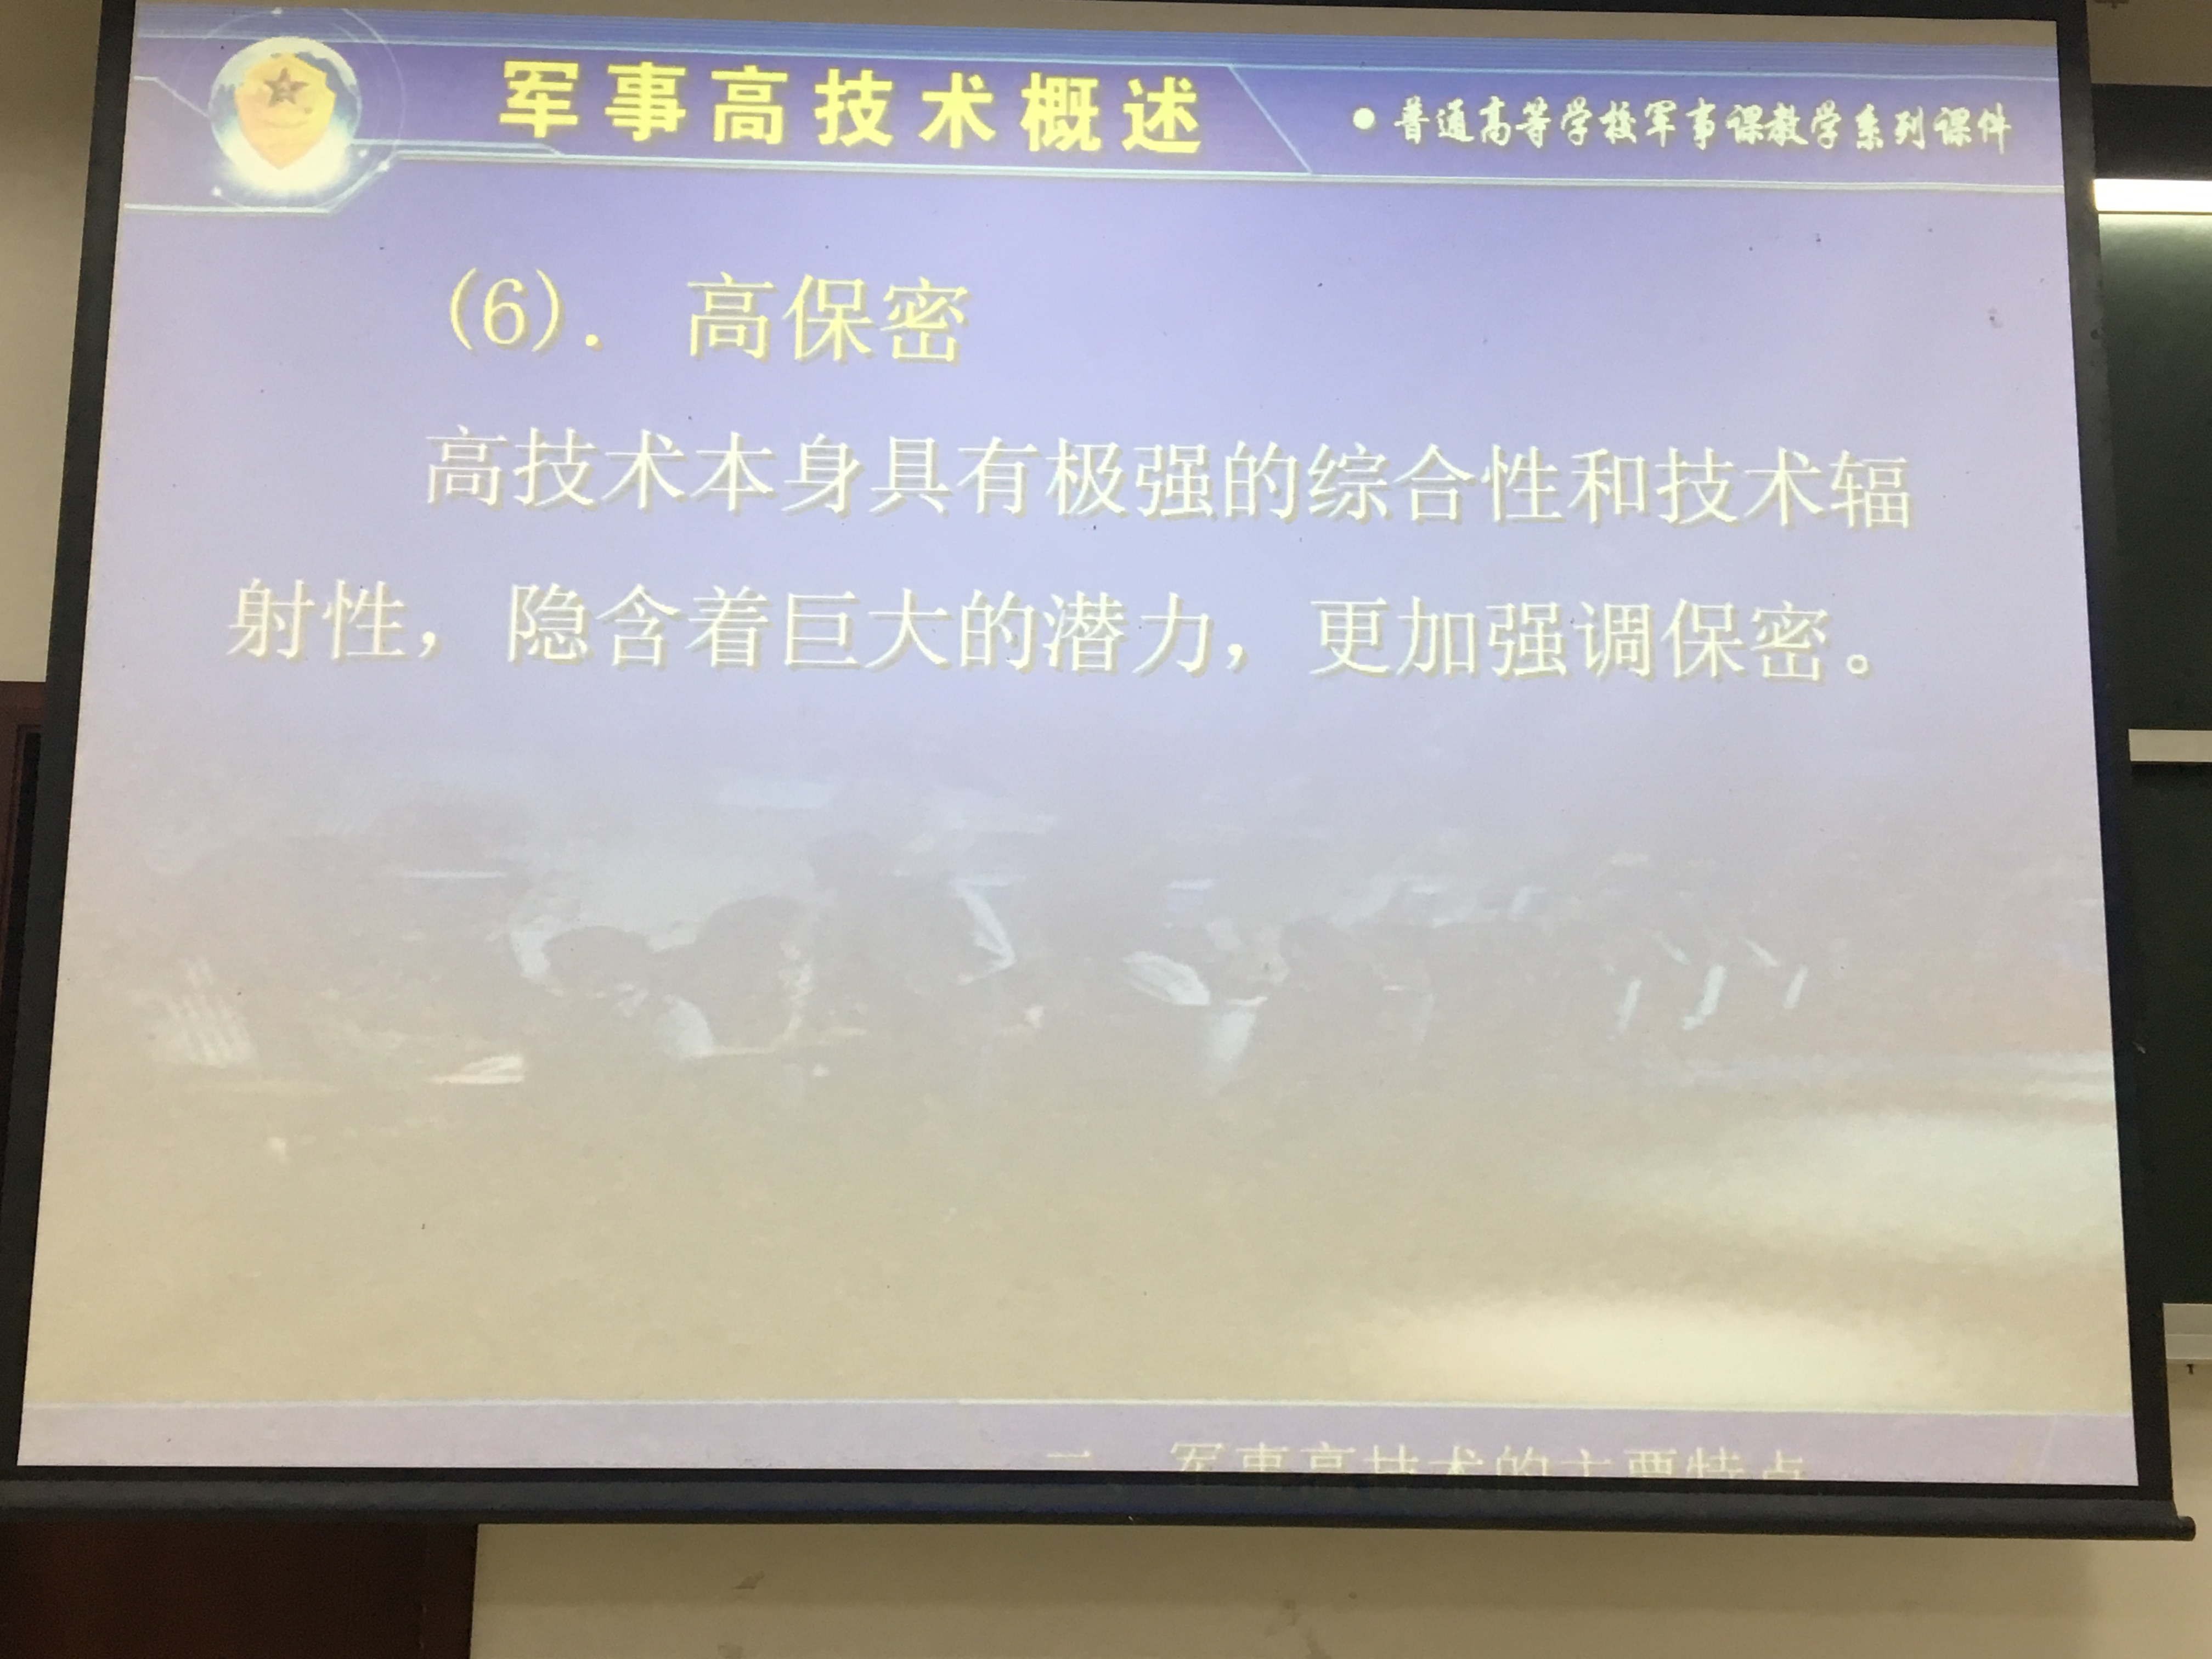 军事高技术概述
●普通高等学校军事课教学系列课件
(6). 高保密
高技术本身具有极强的综合性和技术辐
射性，隐含着巨大的潜力，更加强调保密。
军事高技术的主要特点